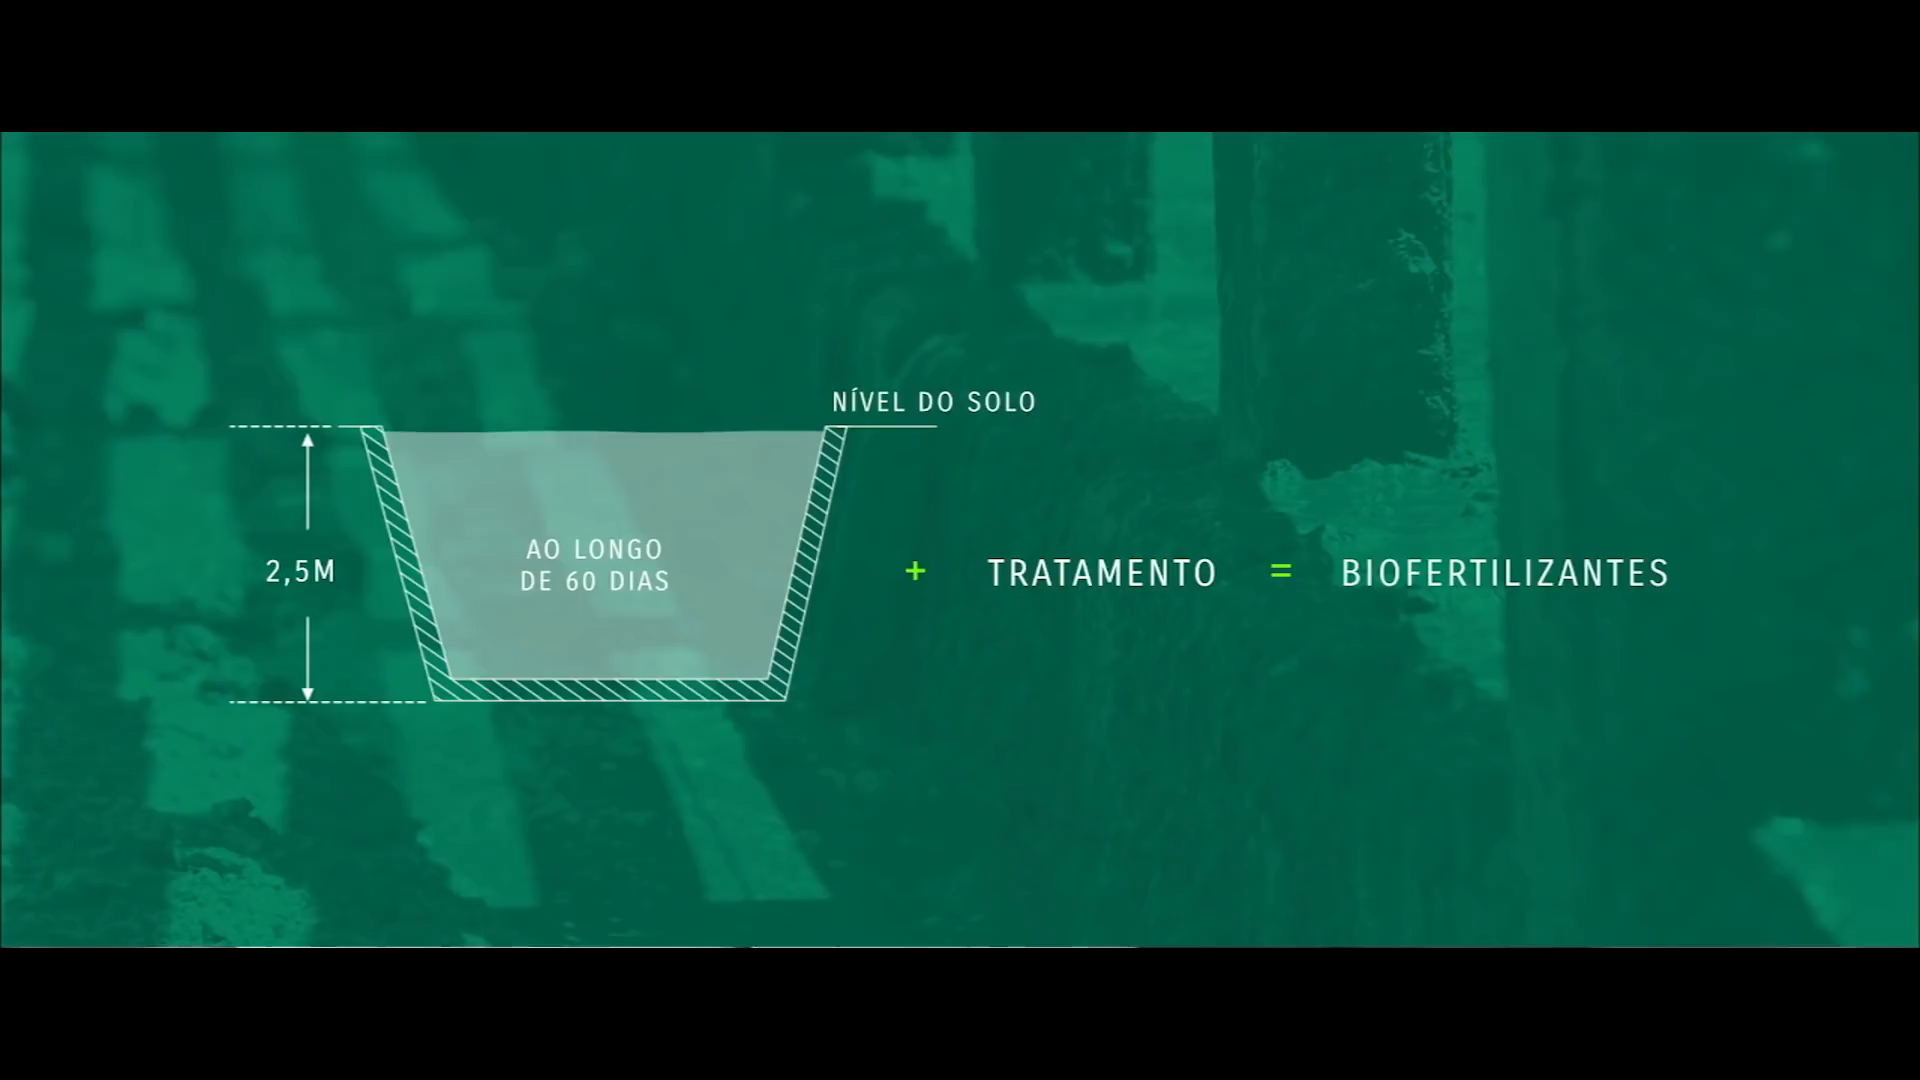 NÍVEL DO SOLO
AO LONGO
DE 60 DIAS
2,5M
+ TRATAMENTO = BIOFERTILIZANTES